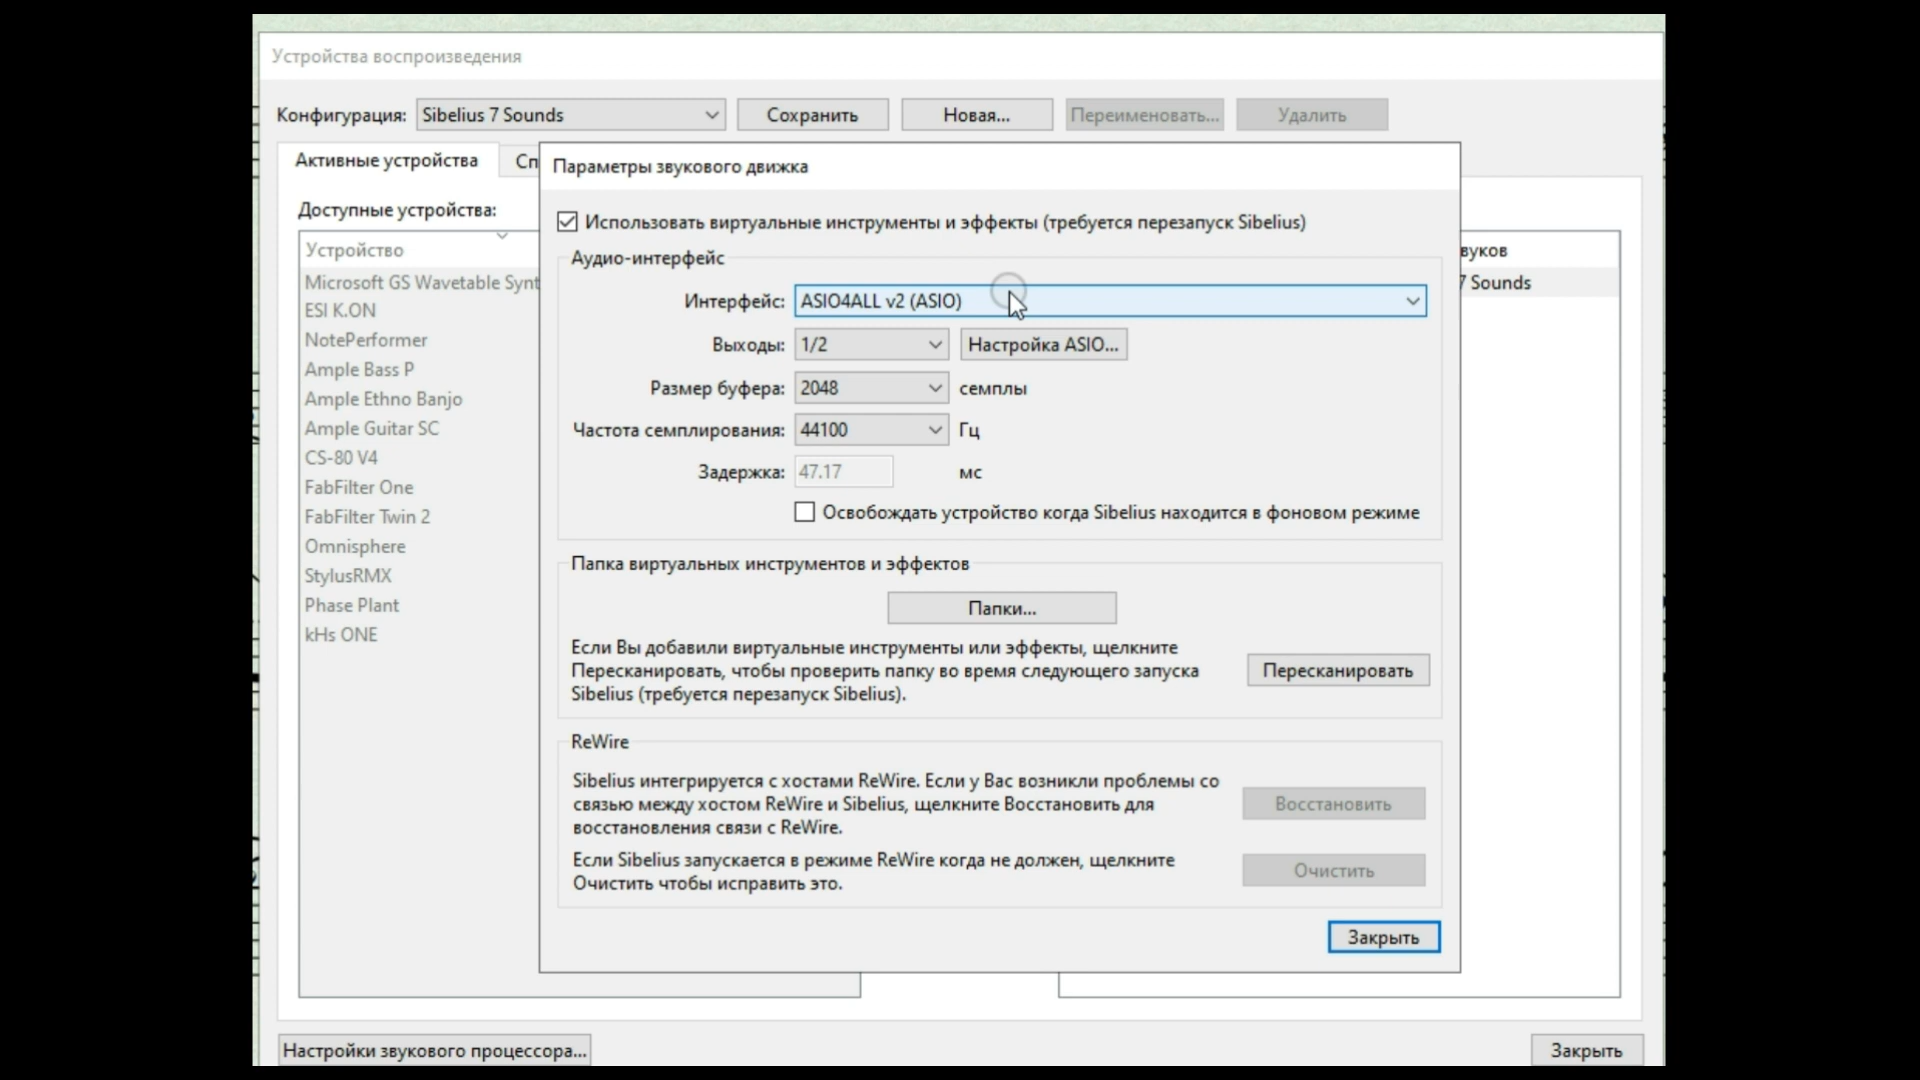 Устройства воспроизведения
Конфигурация: Sibelius 7 Sounds Сохранить Новая... Переименовать... Удалить
Активные устройства Сп
Параметры звукового движка
Доступные устройства:
Устройство
Microsoft GS Wavetable Synt
ESI K.ON
NotePerformer
Ample Bass P
Ample Ethno Banjo
Ample Guitar SC
CS-80 V4
FabFilter One
FabFilter Twin 2
Omnisphere
StylusRMX
Phase Plant
kHs ONE
Использовать виртуальные инструменты и эффекты (требуется перезапуск Sibelius)
Аудио-интерфейс
Интерфейс: ASIO4ALL v2 (ASIO)
Выходы: 1/2 Настройка ASIO...
Размер буфера: 2048 семплы
Частота семплирования: 44100 Гц
Задержка: 47.17 мс
Освобождать устройство когда Sibelius находится в фоновом режиме
Папка виртуальных инструментов и эффектов
Папки...
Если Вы добавили виртуальные инструменты или эффекты, щелкните
Пересканировать, чтобы проверить папку во время следующего запуска
Sibelius (требуется перезапуск Sibelius).
Пересканировать
ReWire
Sibelius интегрируется с хостами ReWire. Если у Вас возникли проблемы со
связью между хостом ReWire и Sibelius, щелкните Восстановить для
восстановления связи с ReWire.
Восстановить
Если Sibelius запускается в режиме ReWire когда не должен, щелкните
Очистить чтобы исправить это.
Очистить
Закрыть
вуков
7 Sounds
Настройки звукового процессора... Закрыть